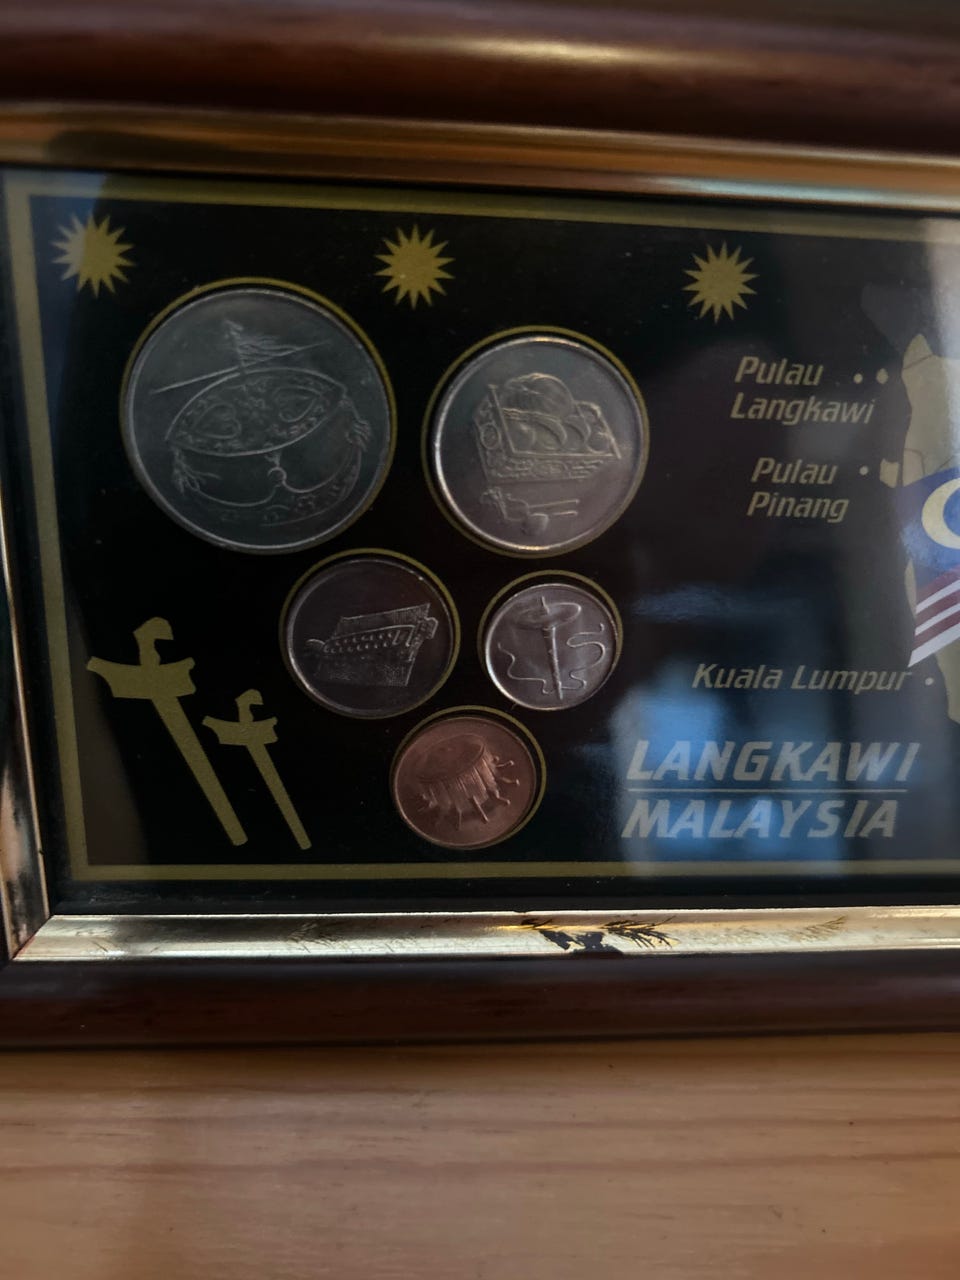 Pulau
Langkawi
Pulau
Pinang
Kuala Lumpur
LANGKAWI
MALAYSIA